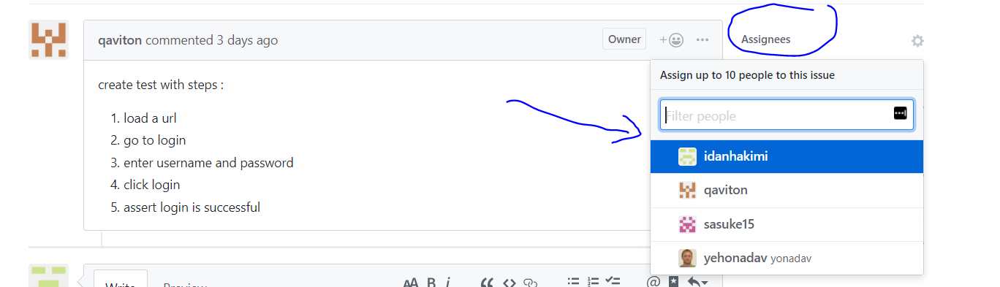 qaviton commented 3 days ago
Owner
Assignees
create test with steps :
1. load a url
2. go to login
3. enter username and password
4. click login
5. assert login is successful
Assign up to 10 people to this issue
Filter people
idanhakimi
qaviton
sasuke15
yehonadav yonadav
Write
Preview
AA B i